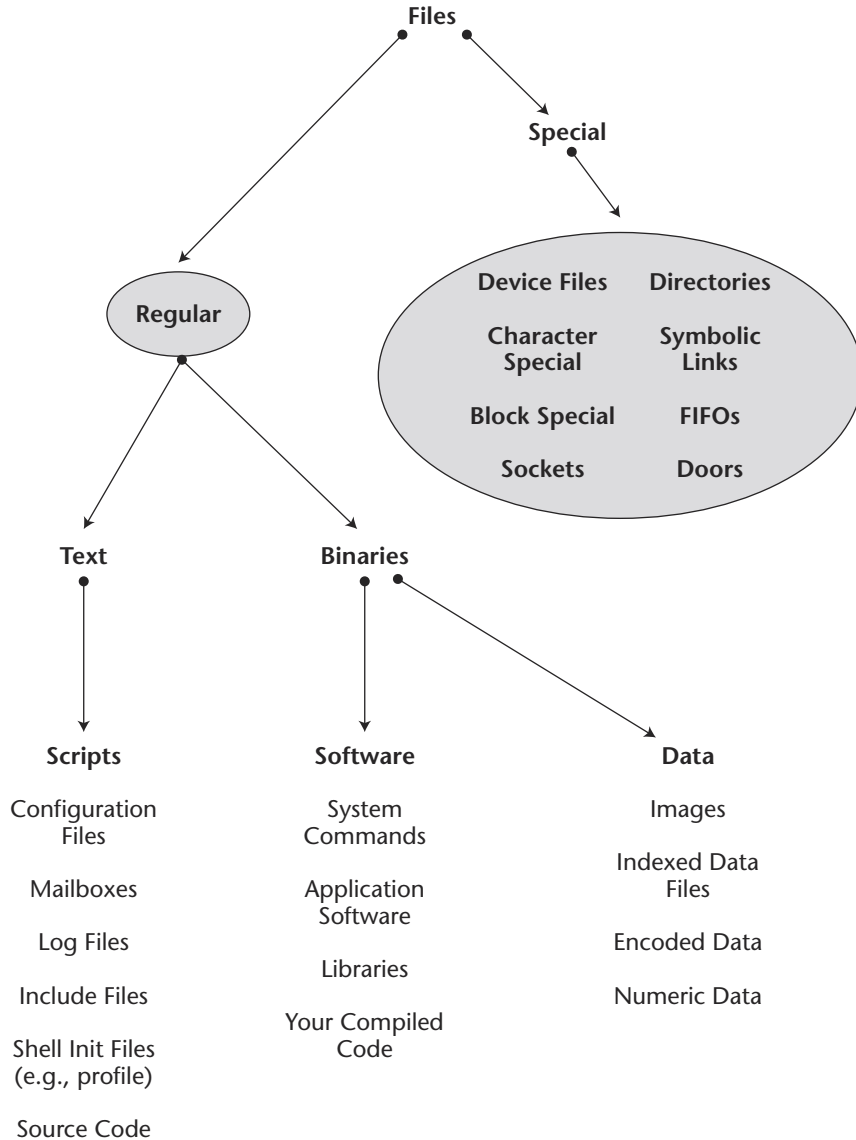 Files
Special
Device Files
Directories
Character
Special
Symbolic
Links
Block Special
FIFOs
Sockets
Doors
Regular
Text
Binaries
Scripts
Configuration
Files
Mailboxes
Log Files
Include Files
Shell Init Files
(e.g., profile)
Source Code
Software
System
Commands
Application
Software
Libraries
Your Compiled
Code
Data
Images
Indexed Data
Files
Encoded Data
Numeric Data